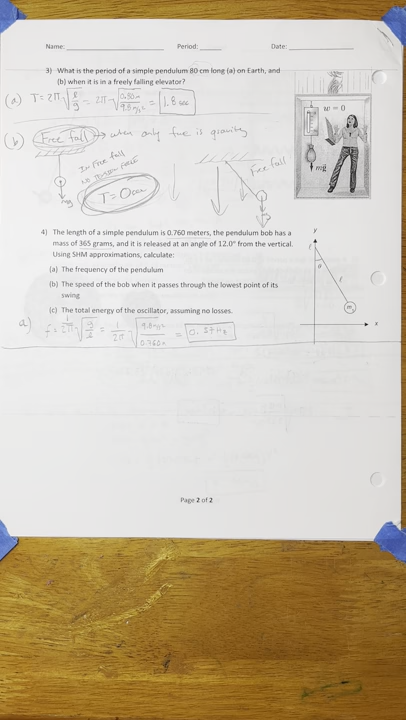 Name: ____________ Period: _____ Date: ____________
3) What is the period of a simple pendulum 80 cm long (a) on Earth, and
(b) when it is in a freely falling elevator?
(a) T = 2π √(l/g) = 2π √(0.80m/9.8m/s²) = 1.8 sec
w = 0
mg
(b) Free fall → when only force is gravity
In Free fall
NO TENSION FORCE
T = 0
mg
Free fall
4) The length of a simple pendulum is 0.760 meters, the pendulum bob has a
mass of 365 grams, and it is released at an angle of 12.0° from the vertical.
Using SHM approximations, calculate:
(a) The frequency of the pendulum
(b) The speed of the bob when it passes through the lowest point of its
swing
(c) The total energy of the oscillator, assuming no losses.
y
θ
l
m
x
a) f = 1/2π √(g/l) = 1/2π √(9.8m/s²/0.760m) = 0.57Hz
Page 2 of 2